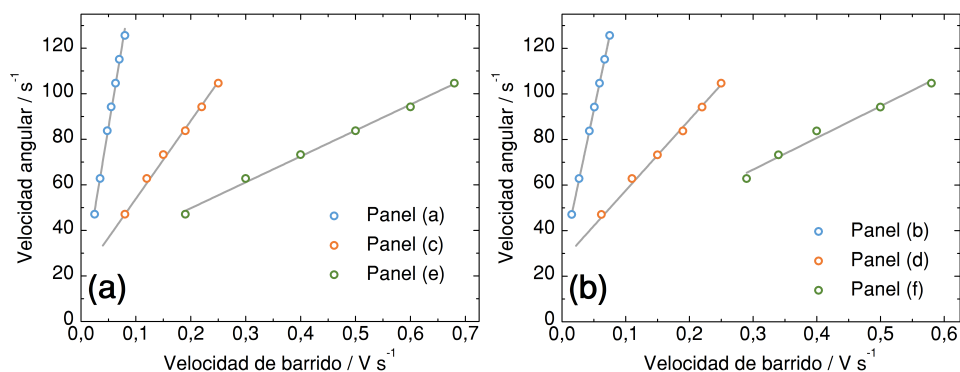 Velocidad angular / s⁻¹
120
100
80
60
40
20
0
(a)
Panel (a)
Panel (c)
Panel (e)
0,0 0,1 0,2 0,3 0,4 0,5 0,6 0,7
Velocidad de barrido / V s⁻¹
Velocidad angular / s⁻¹
120
100
80
60
40
20
0
(b)
Panel (b)
Panel (d)
Panel (f)
0,0 0,1 0,2 0,3 0,4 0,5 0,6
Velocidad de barrido / V s⁻¹